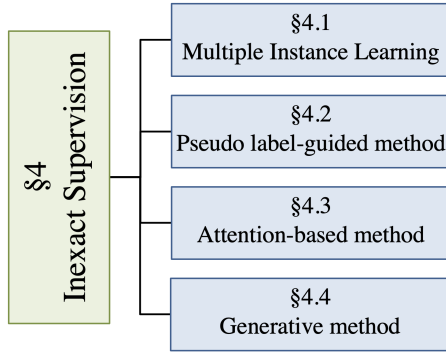 §4
Inexact Supervision
§4.1
Multiple Instance Learning
§4.2
Pseudo label-guided method
§4.3
Attention-based method
§4.4
Generative method